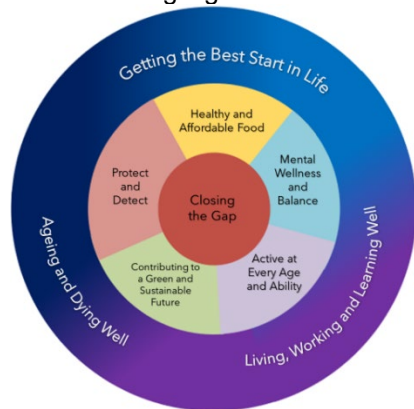 Getting the Best Start in Life
Healthy and
Affordable Food
Protect
and
Detect
Mental
Wellness
and
Balance
Closing
the Gap
Contributing to
a Green and
Sustainable
Future
Active at
Every Age
and Ability
Ageing and Dying Well
Living, Working and Learning Well